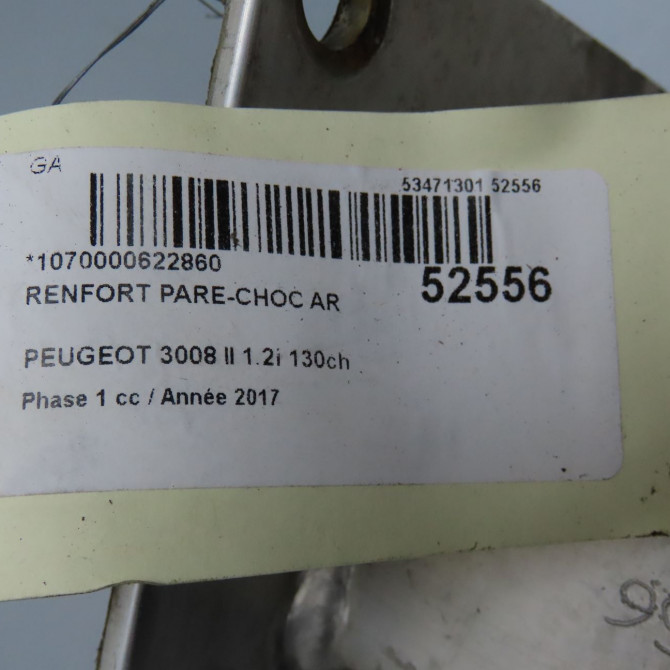 GA
53471301 52556
*1070000622860
52556
RENFORT PARE-CHOC AR
PEUGEOT 3008 II 1.2i 130ch
Phase 1 cc / Année 2017